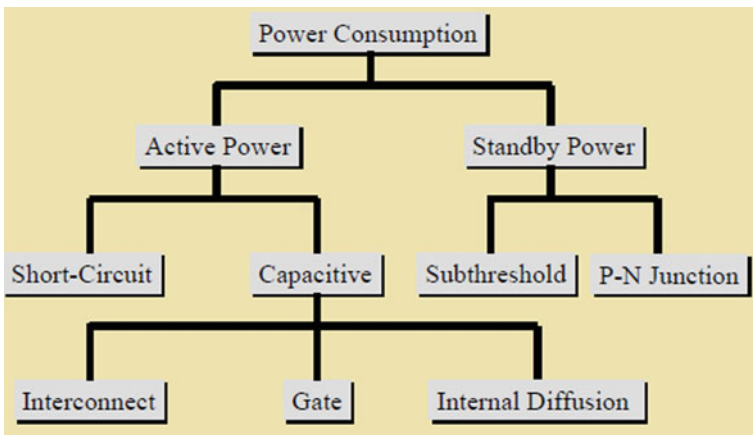 Power Consumption
Active Power
Standby Power
Short-Circuit
Capacitive
Subthreshold
P-N Junction
Interconnect
Gate
Internal Diffusion